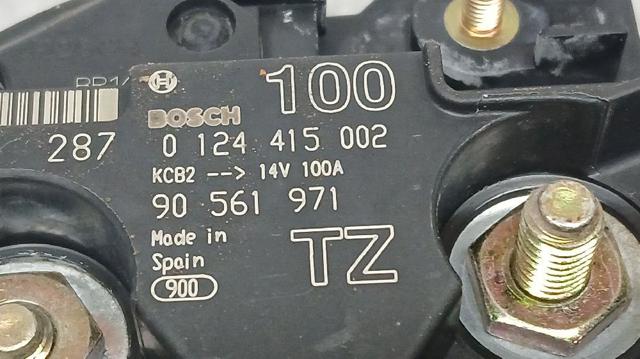 100
BOSCH
287 0 124 415 002
KCB2 --> 14V 100A
90 561 971
Made in
Spain
TZ
900